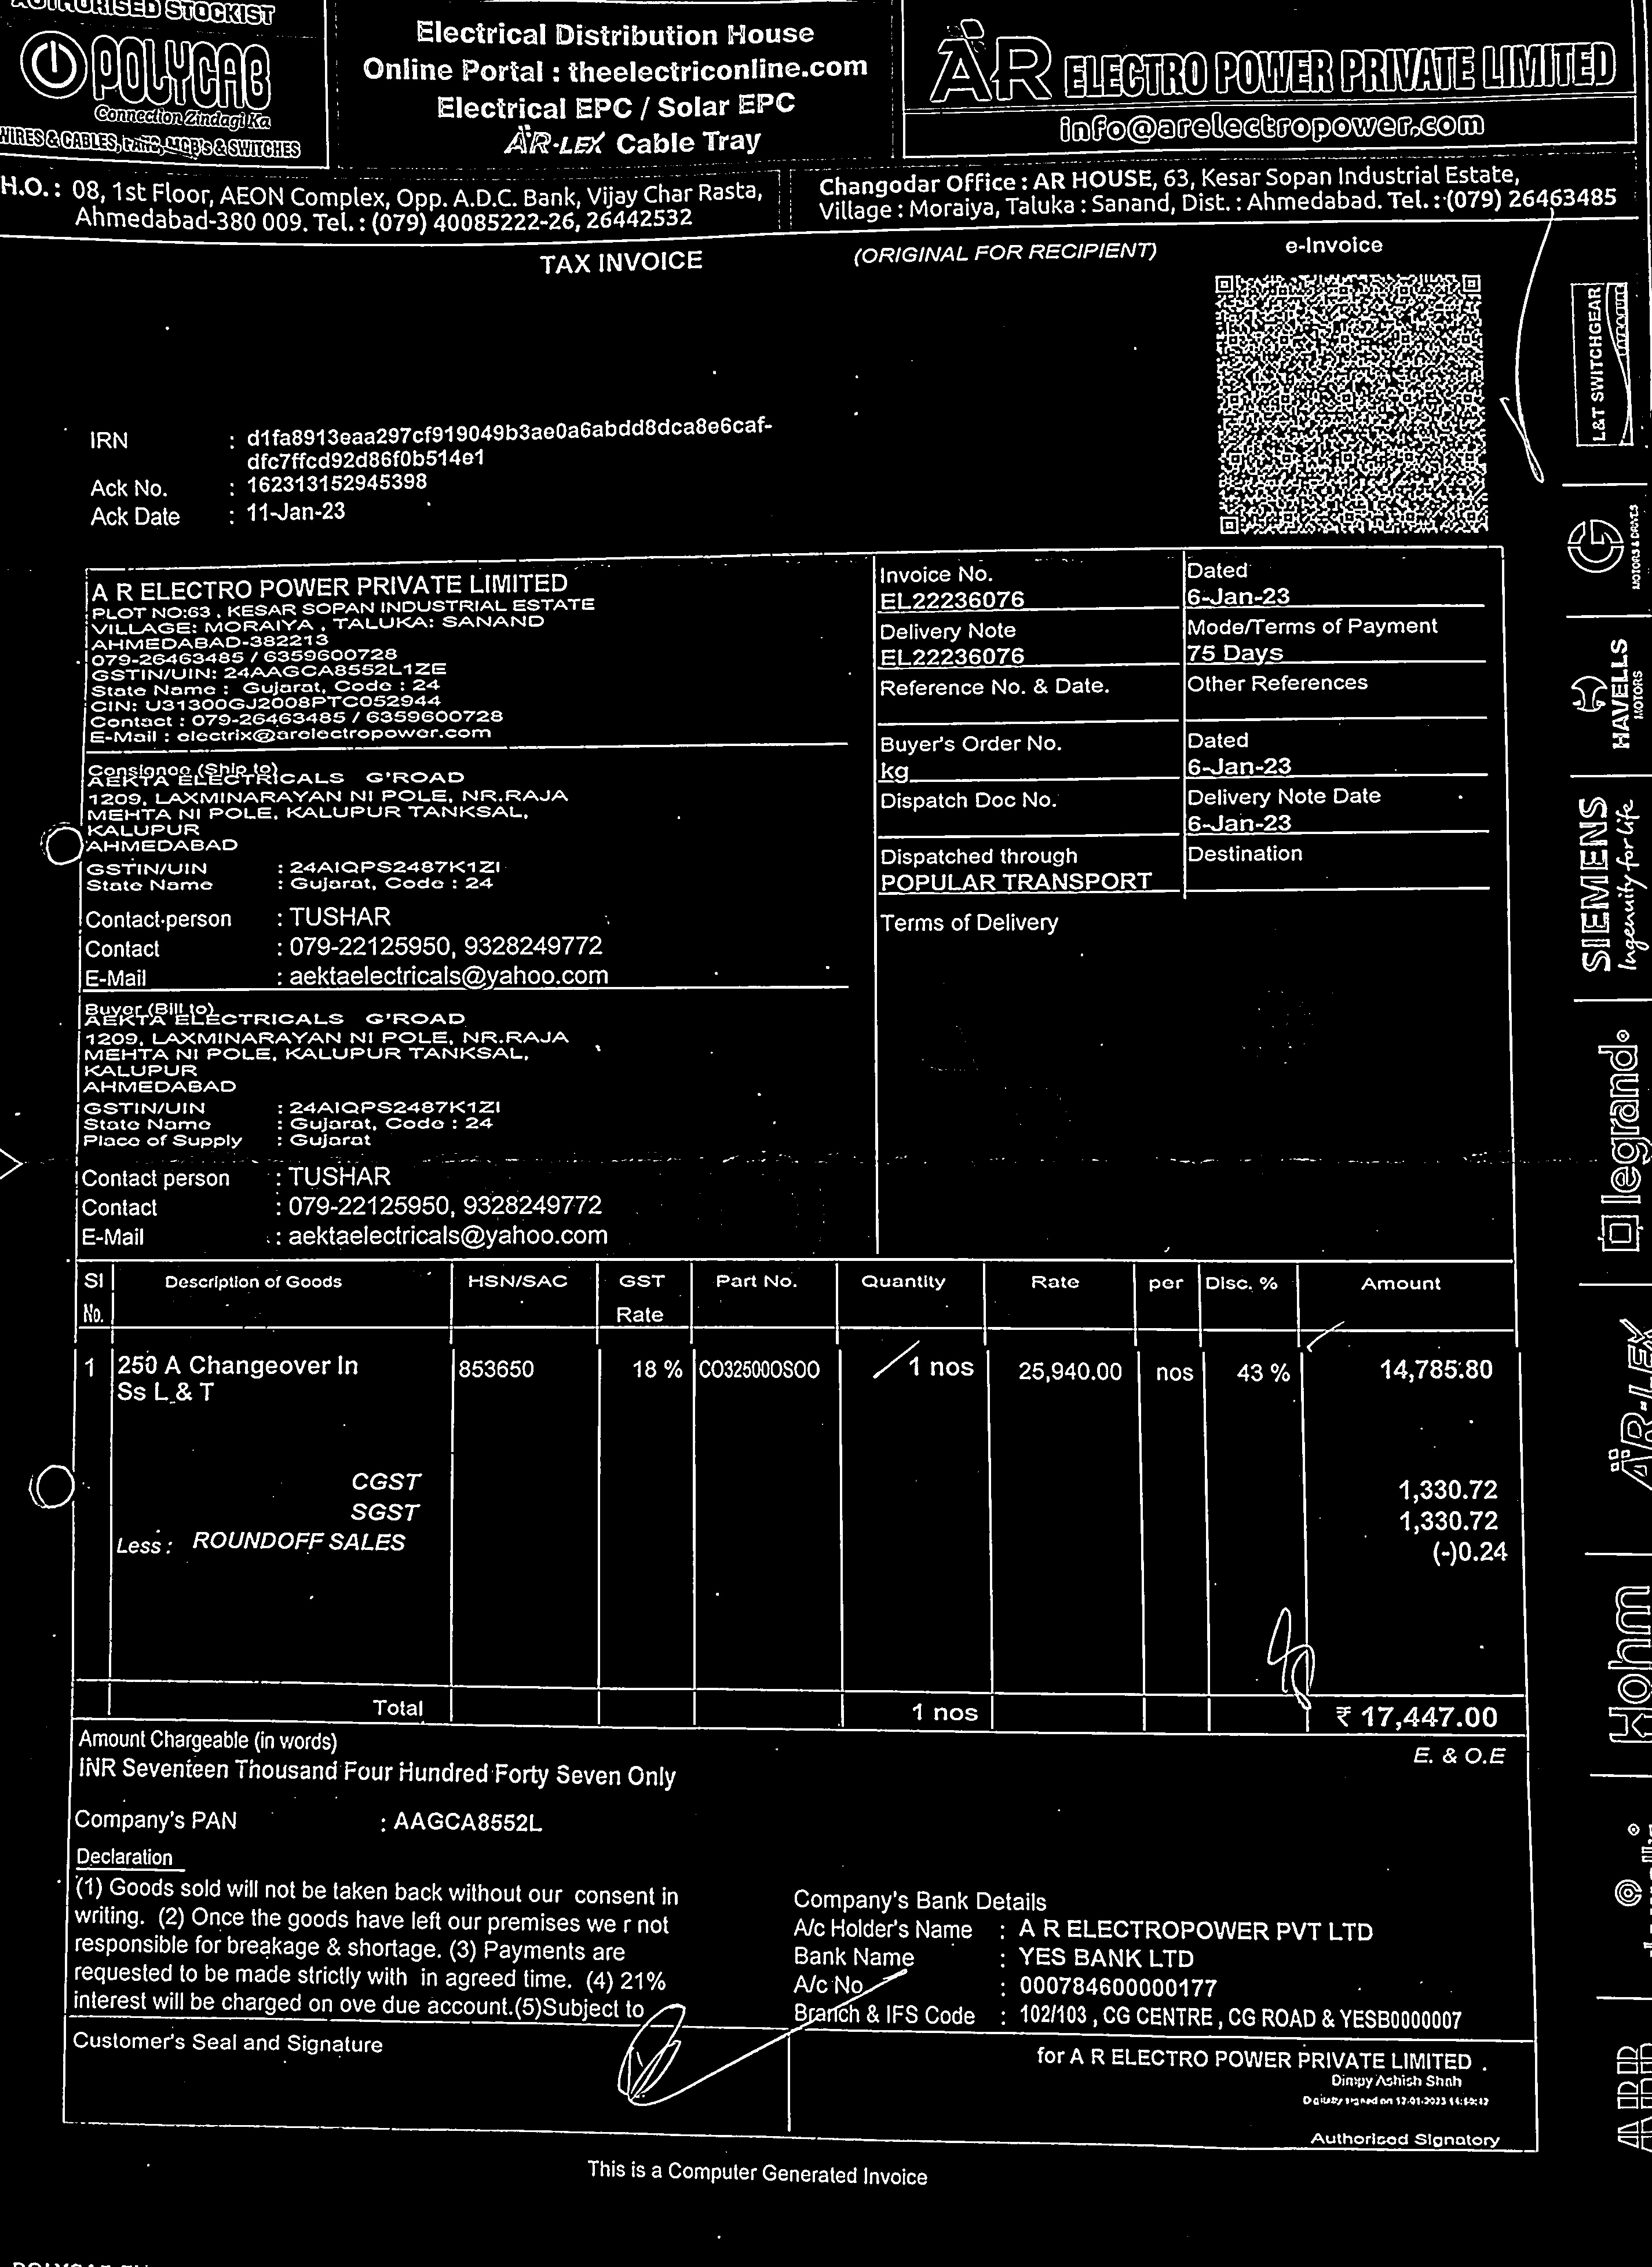 AUTHORISED STOCKIST
POLYCAB
Connection Zindagi Ka
WIRES & CABLES, FANS, MCB's & SWITCHES
Electrical Distribution House
Online Portal : theelectriconline.com
Electrical EPC / Solar EPC
ÄR-LEX Cable Tray
ÄR ELECTRO POWER PRIVATE LIMITED
info@arelectropower.com
H.O. : 08, 1st Floor, AEON Complex, Opp. A.D.C. Bank, Vijay Char Rasta,
Ahmedabad-380 009. Tel. : (079) 40085222-26, 26442532
Changodar Office : AR HOUSE, 63, Kesar Sopan Industrial Estate,
Village : Moraiya, Taluka : Sanand, Dist. : Ahmedabad. Tel. : (079) 26463485
TAX INVOICE
(ORIGINAL FOR RECIPIENT)
e-Invoice
IRN : d1fa8913eaa297cf919049b3ae0a6abdd8dca8e6caf-
dfc7ffcd92d86f0b514e1
Ack No. : 162313152945398
Ack Date : 11-Jan-23
A R ELECTRO POWER PRIVATE LIMITED
PLOT NO:63 , KESAR SOPAN INDUSTRIAL ESTATE
VILLAGE: MORAIYA , TALUKA: SANAND
AHMEDABAD-382213
079-26463485 / 6359600728
GSTIN/UIN: 24AAGCA8552L1ZE
State Name : Gujarat, Code : 24
CIN: U31300GJ2008PTC052944
Contact : 079-26463485 / 6359600728
E-Mail : electrix@arelectropower.com
Invoice No.
EL22236076
Dated
6-Jan-23
Delivery Note
EL22236076
Mode/Terms of Payment
75 Days
Reference No. & Date.
Other References
Buyer's Order No.
kg
Dated
6-Jan-23
Dispatch Doc No.
Delivery Note Date
6-Jan-23
Dispatched through
POPULAR TRANSPORT
Destination
Terms of Delivery
Consignee (Ship to)
AEKTA ELECTRICALS G'ROAD
1209, LAXMINARAYAN NI POLE, NR.RAJA
MEHTA NI POLE, KALUPUR TANKSAL,
KALUPUR
AHMEDABAD
GSTIN/UIN : 24AIQPS2487K1ZI
State Name : Gujarat, Code : 24
Contact person : TUSHAR
Contact : 079-22125950, 9328249772
E-Mail : aektaelectricals@yahoo.com
Buyer (Bill to)
AEKTA ELECTRICALS G'ROAD
1209, LAXMINARAYAN NI POLE, NR.RAJA
MEHTA NI POLE, KALUPUR TANKSAL,
KALUPUR
AHMEDABAD
GSTIN/UIN : 24AIQPS2487K1ZI
State Name : Gujarat, Code : 24
Place of Supply : Gujarat
Contact person : TUSHAR
Contact : 079-22125950, 9328249772
E-Mail : aektaelectricals@yahoo.com
Sl No. Description of Goods HSN/SAC GST Rate Part No. Quantity Rate per Disc. % Amount
1 250 A Changeover In 853650 18 % CO325000SOO 1 nos 25,940.00 nos 43 % 14,785.80
Ss L & T
CGST 1,330.72
SGST 1,330.72
Less : ROUNDOFF SALES (-)0.24
Total 1 nos ₹ 17,447.00
Amount Chargeable (in words)
E. & O.E
INR Seventeen Thousand Four Hundred Forty Seven Only
Company's PAN : AAGCA8552L
Declaration
(1) Goods sold will not be taken back without our consent in
writing. (2) Once the goods have left our premises we r not
responsible for breakage & shortage. (3) Payments are
requested to be made strictly with in agreed time. (4) 21%
interest will be charged on ove due account.(5)Subject to
Company's Bank Details
A/c Holder's Name : A R ELECTROPOWER PVT LTD
Bank Name : YES BANK LTD
A/c No. : 000784600000177
Branch & IFS Code : 102/103 , CG CENTRE , CG ROAD & YESB0000007
Customer's Seal and Signature
for A R ELECTRO POWER PRIVATE LIMITED .
Dimpy Ashish Shah
Digitally signed on 12-01-2023
Authorised Signatory
This is a Computer Generated Invoice
L&T SWITCHGEAR
MOTORS & DRIVES
HAVELLS
MOTORS
SIEMENS
Ingenuity for life
legrand
ÄR-LEX
Hohm